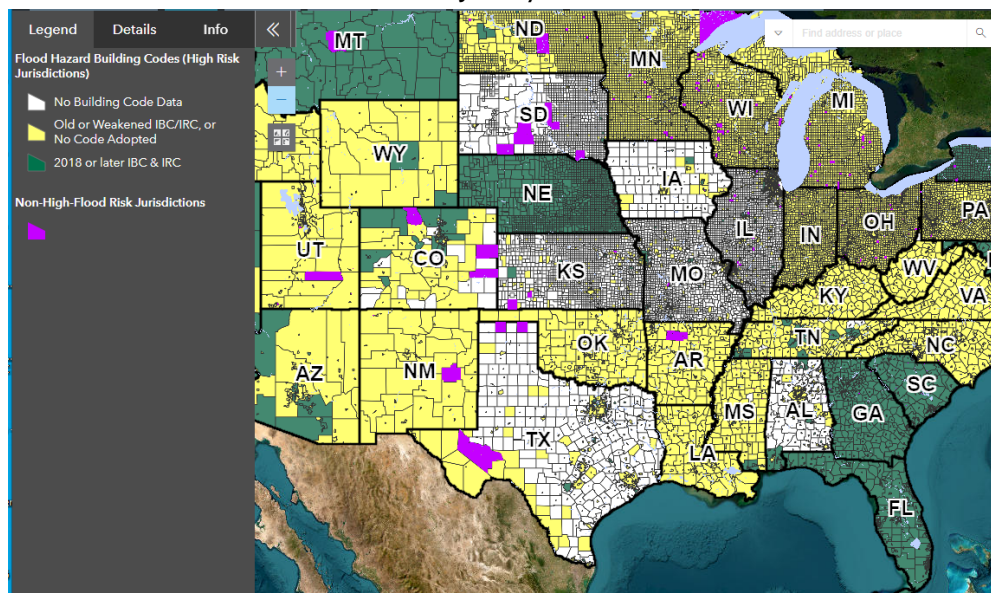 Legend Details Info
Find address or place
Flood Hazard Building Codes (High Risk
Jurisdictions)
No Building Code Data
Old or Weakened IBC/IRC, or
No Code Adopted
2018 or later IBC & IRC
Non-High-Flood Risk Jurisdictions
MT
ND
MN
WI
MI
SD
WY
IA
NE
IL
IN
OH
PA
UT
CO
KS
MO
WV
KY
VA
AZ
NM
OK
AR
TN
NC
SC
TX
LA
MS
AL
GA
FL